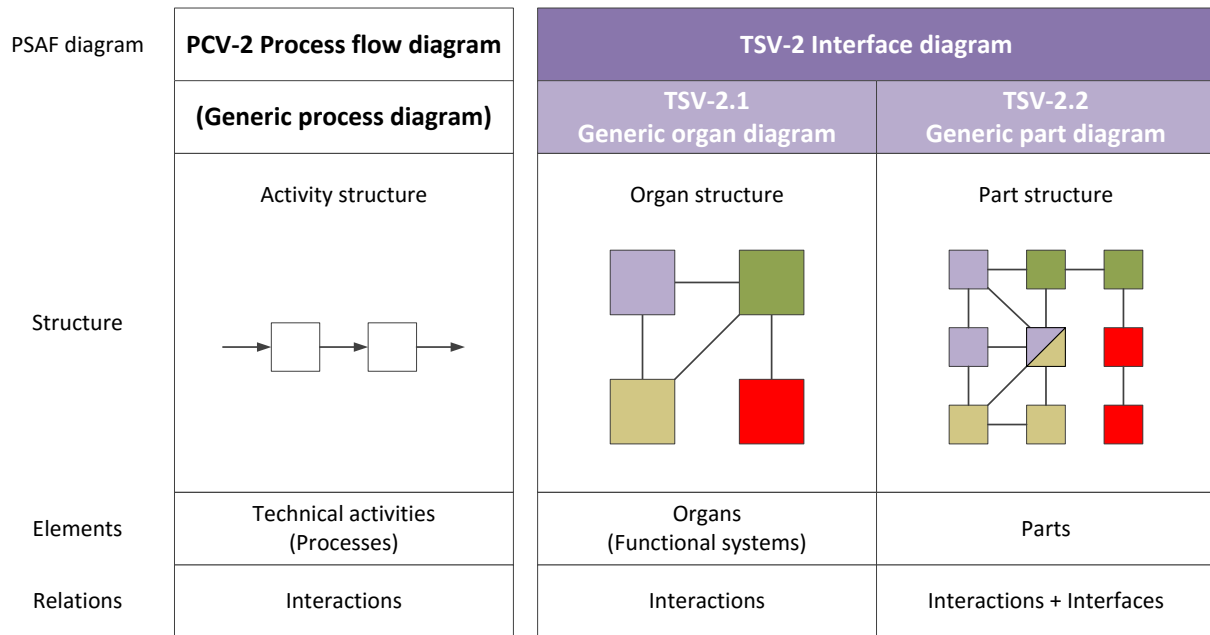 PSAF diagram
PCV-2 Process flow diagram
TSV-2 Interface diagram
(Generic process diagram)
TSV-2.1
Generic organ diagram
TSV-2.2
Generic part diagram
Structure
Activity structure
Organ structure
Part structure
Elements
Technical activities
(Processes)
Organs
(Functional systems)
Parts
Relations
Interactions
Interactions
Interactions + Interfaces